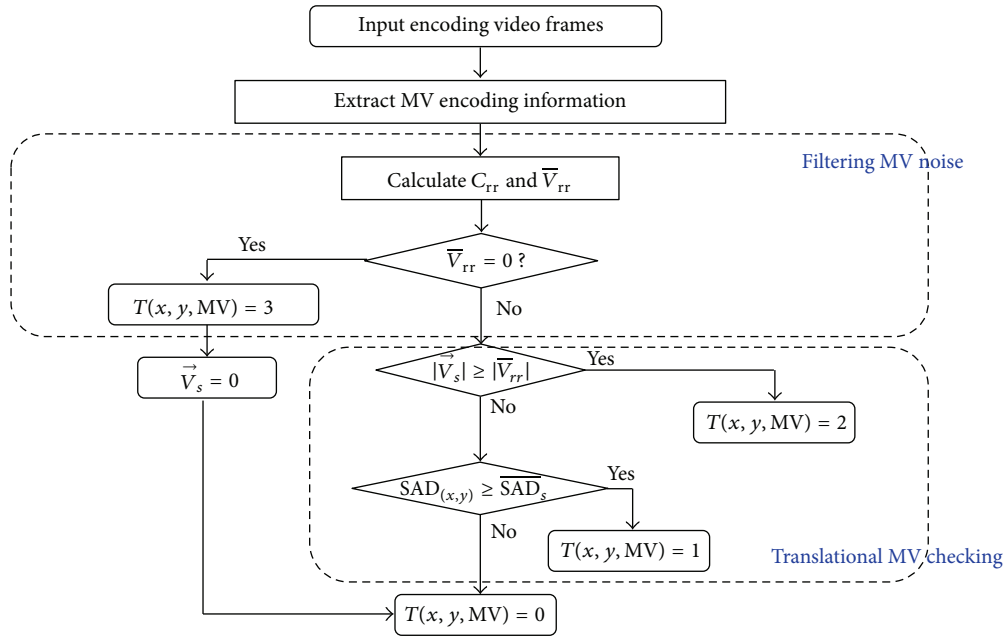 Input encoding video frames
Extract MV encoding information
Filtering MV noise
Calculate C_rr and V̅_rr
V̅_rr = 0 ?
Yes
No
T(x, y, MV) = 3
V⃗_s = 0
|V⃗_s| ≥ |V̅_rr|
Yes
No
T(x, y, MV) = 2
SAD_(x,y) ≥ S̅A̅D̅_s
Yes
No
T(x, y, MV) = 1
Translational MV checking
T(x, y, MV) = 0